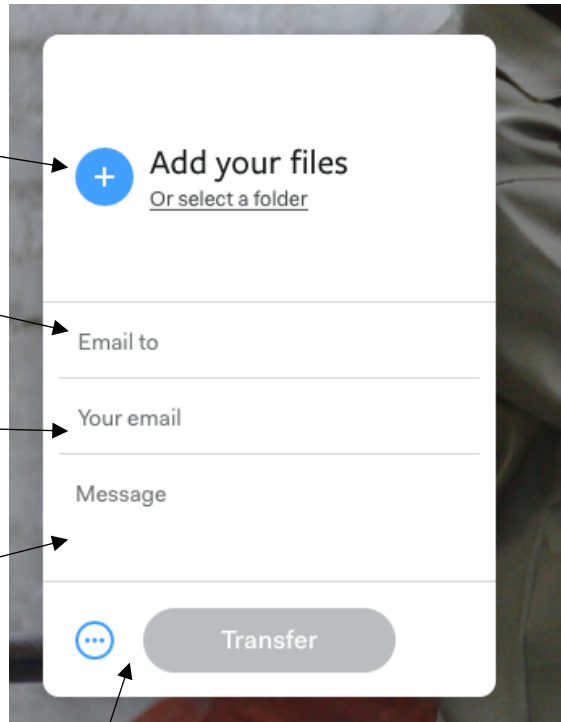 Add your files
Or select a folder
Email to
Your email
Message
Transfer